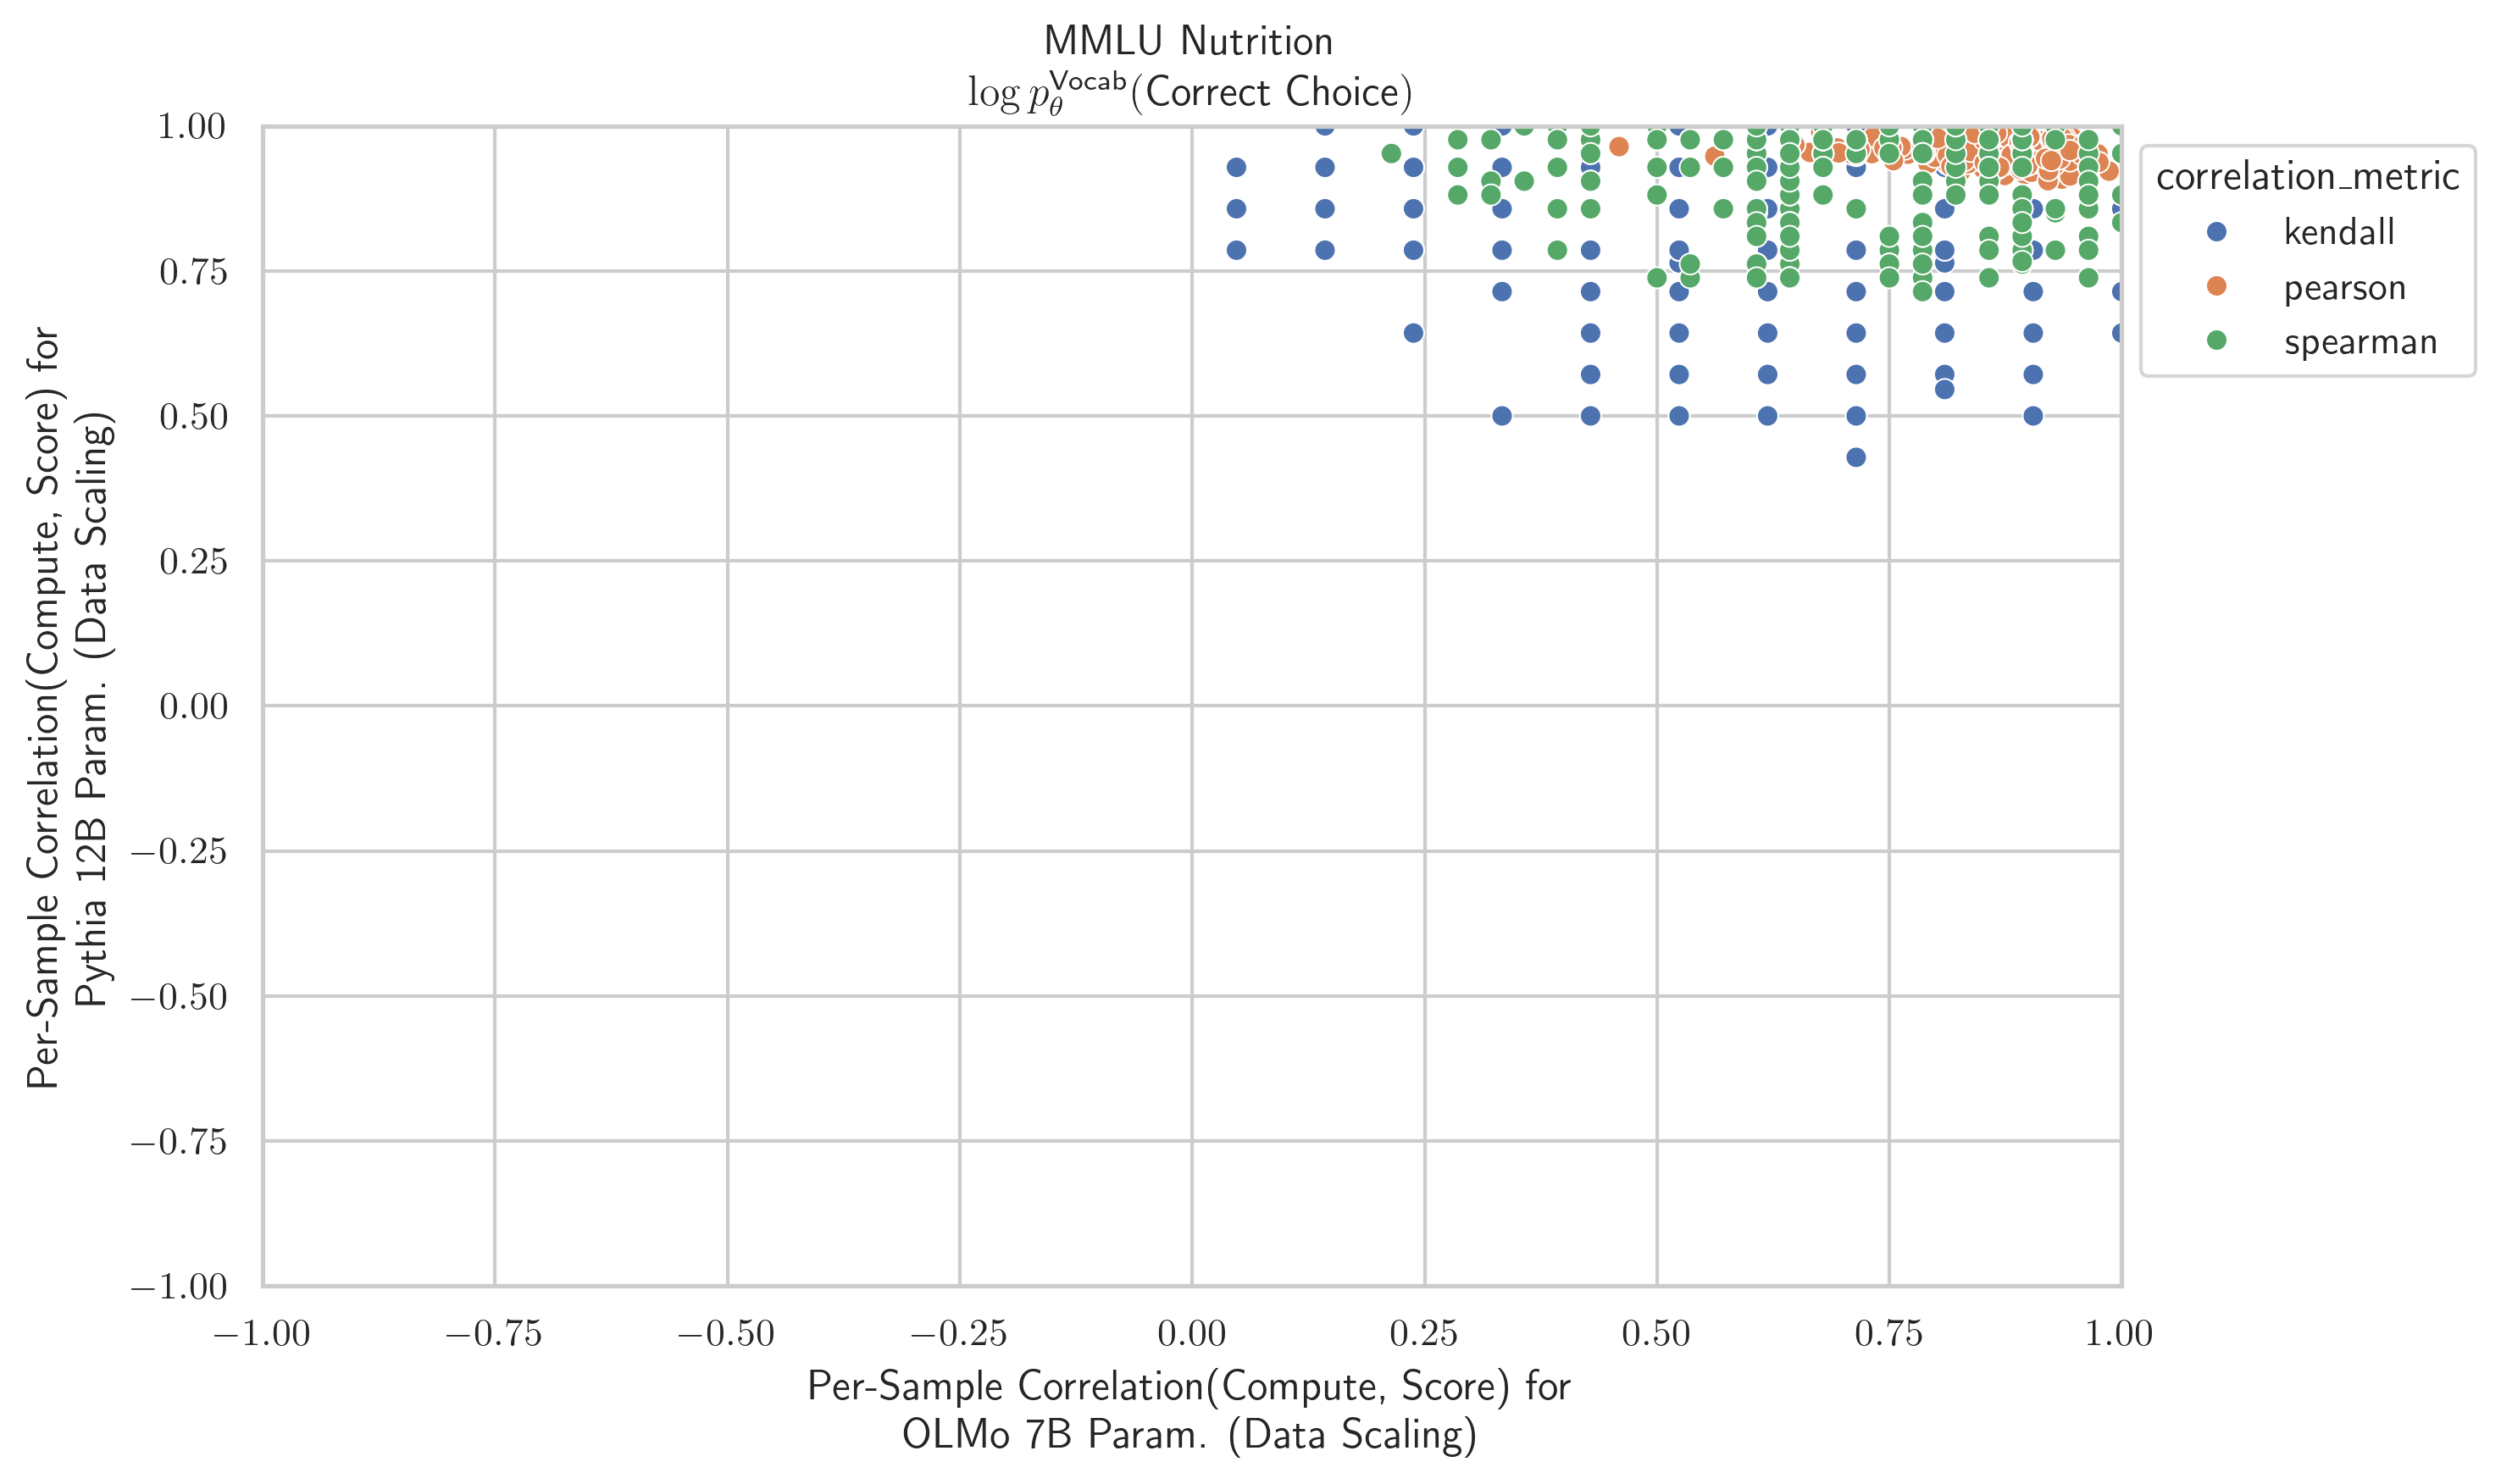 MMLU Nutrition
log p_θ^Vocab(Correct Choice)
1.00
0.75
0.50
0.25
0.00
−0.25
−0.50
−0.75
−1.00
Per-Sample Correlation(Compute, Score) for
Pythia 12B Param. (Data Scaling)
correlation_metric
kendall
pearson
spearman
−1.00 −0.75 −0.50 −0.25 0.00 0.25 0.50 0.75 1.00
Per-Sample Correlation(Compute, Score) for
OLMo 7B Param. (Data Scaling)